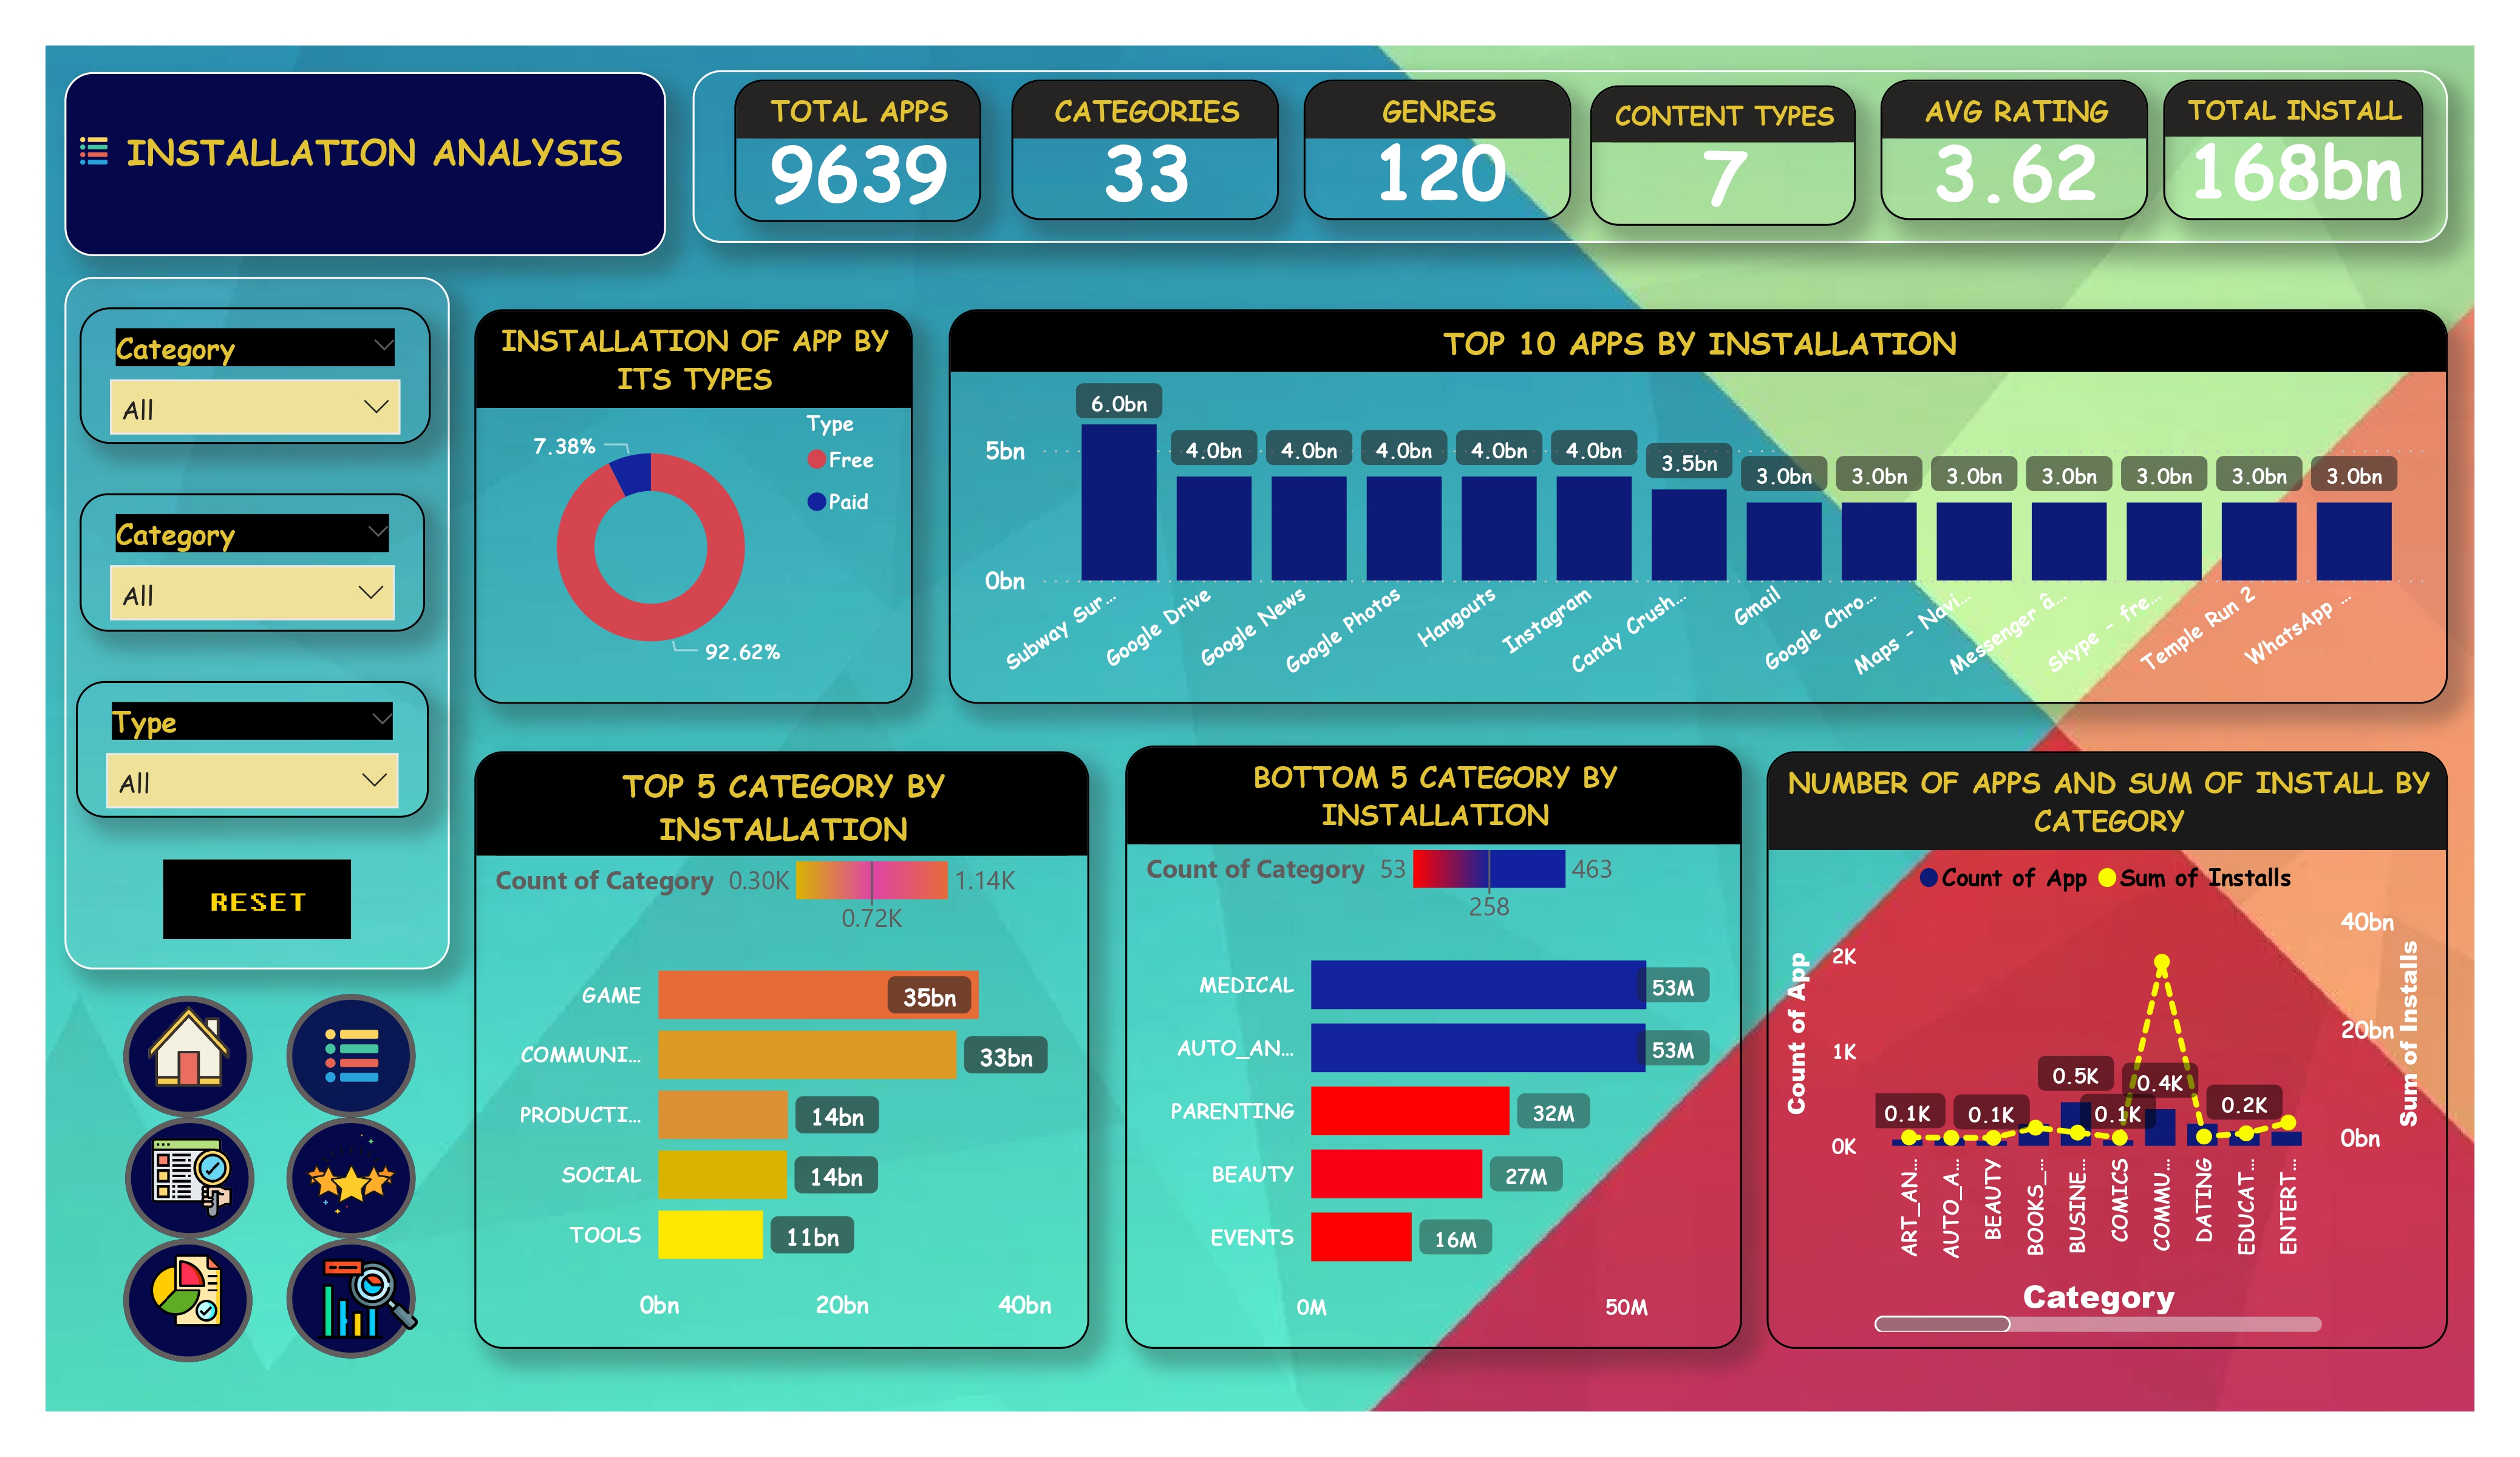 INSTALLATION ANALYSIS
TOTAL APPS
9639
CATEGORIES
33
GENRES
120
CONTENT TYPES
7
AVG RATING
3.62
TOTAL INSTALL
168bn
Category
All
Category
All
Type
All
RESET
INSTALLATION OF APP BY
ITS TYPES
Type
Free
Paid
7.38%
92.62%
TOP 10 APPS BY INSTALLATION
5bn
0bn
6.0bn
4.0bn
4.0bn
4.0bn
4.0bn
4.0bn
3.5bn
3.0bn
3.0bn
3.0bn
3.0bn
3.0bn
3.0bn
3.0bn
Subway Sur...
Google Drive
Google News
Google Photos
Hangouts
Instagram
Candy Crush...
Gmail
Google Chro...
Maps - Navi...
Messenger â...
Skype - fre...
Temple Run 2
WhatsApp ...
TOP 5 CATEGORY BY
INSTALLATION
Count of Category 0.30K 1.14K
0.72K
GAME 35bn
COMMUNI... 33bn
PRODUCTI... 14bn
SOCIAL 14bn
TOOLS 11bn
0bn 20bn 40bn
BOTTOM 5 CATEGORY BY
INSTALLATION
Count of Category 53 463
258
MEDICAL 53M
AUTO_AN... 53M
PARENTING 32M
BEAUTY 27M
EVENTS 16M
0M 50M
NUMBER OF APPS AND SUM OF INSTALL BY
CATEGORY
Count of App Sum of Installs
Count of App
2K
1K
0K
40bn
20bn
0bn
Sum of Installs
0.1K
0.1K
0.5K
0.1K
0.4K
0.2K
ART_AN...
AUTO_A...
BEAUTY
BOOKS_...
BUSINE...
COMICS
COMMU...
DATING
EDUCAT...
ENTERT...
Category